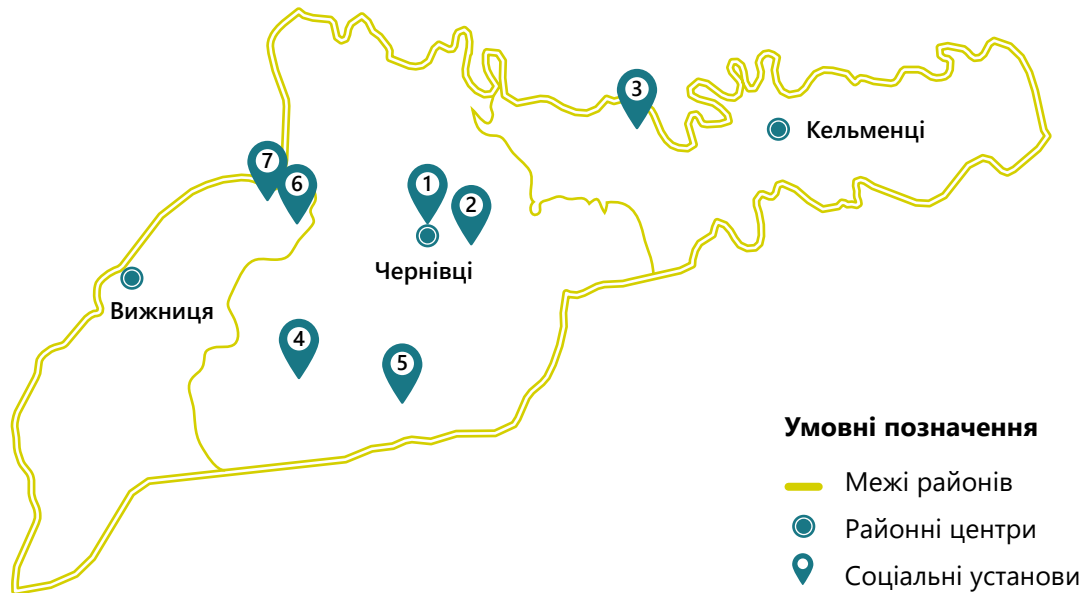 3
Кельменці
7
6
1
2
Чернівці
Вижниця
4
5
Умовні позначення
Межі районів
Районні центри
Соціальні установи